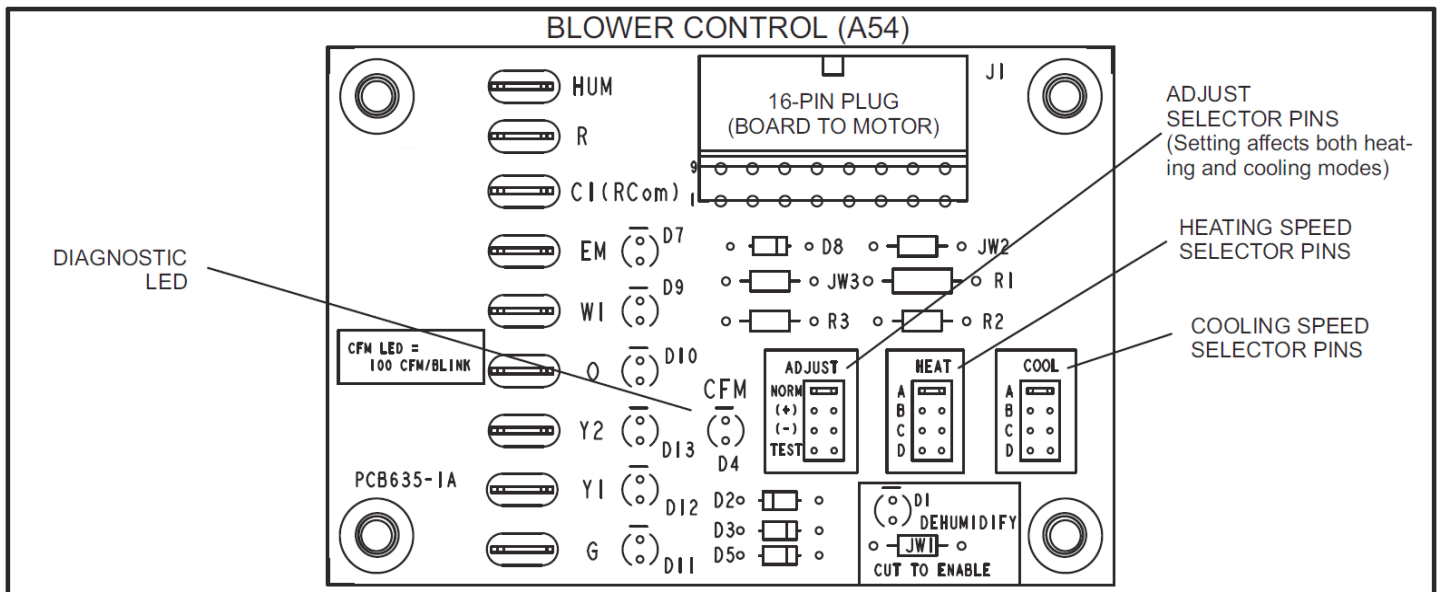 BLOWER CONTROL (A54)
HUM
R
C1(RCom)
EM
D7
W1
D9
O
D10
Y2
D13
Y1
D12
G
D11
J1
16-PIN PLUG
(BOARD TO MOTOR)
9
1
D8
JW2
JW3
R1
R3
R2
ADJUST
SELECTOR PINS
(Setting affects both heat-
ing and cooling modes)
HEATING SPEED
SELECTOR PINS
COOLING SPEED
SELECTOR PINS
DIAGNOSTIC
LED
CFM LED =
100 CFM/BLINK
PCB635-1A
CFM
D4
ADJUST
NORM
(+)
(-)
TEST
HEAT
A
B
C
D
COOL
A
B
C
D
D2
D3
D5
D1
DEHUMIDIFY
JW1
CUT TO ENABLE